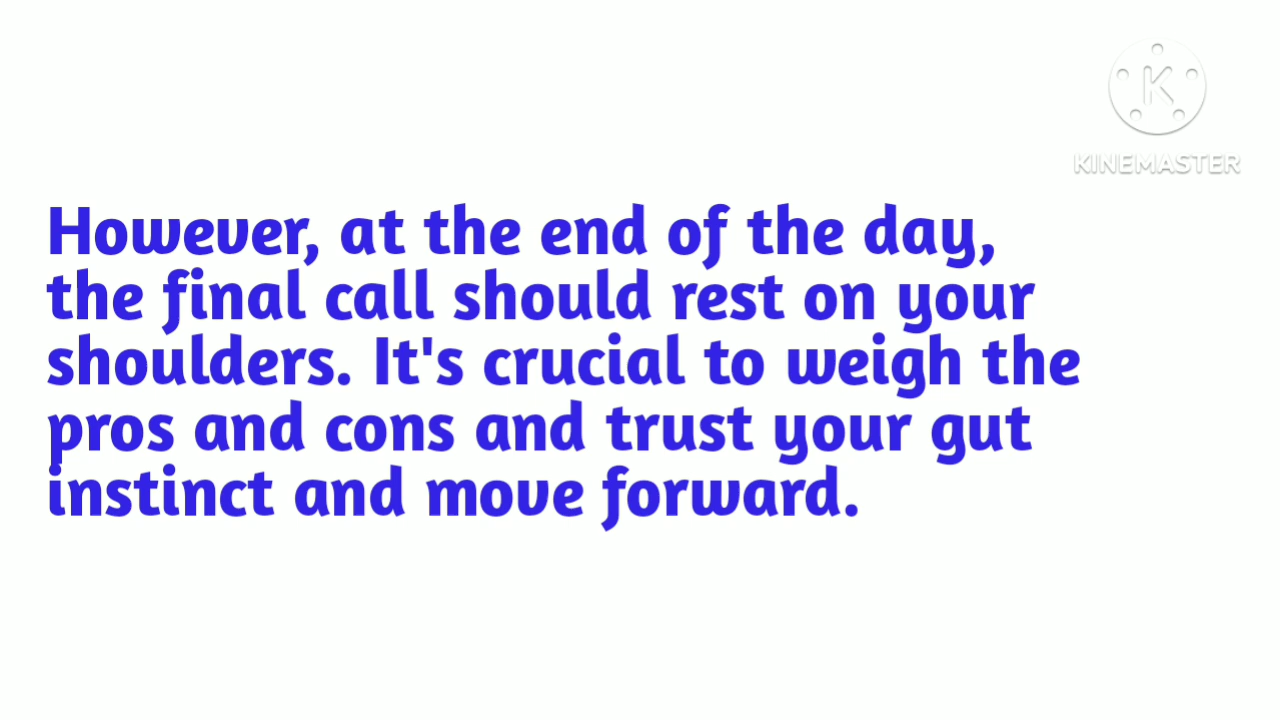 KINEMASTER
However, at the end of the day,
the final call should rest on your
shoulders. It's crucial to weigh the
pros and cons and trust your gut
instinct and move forward.